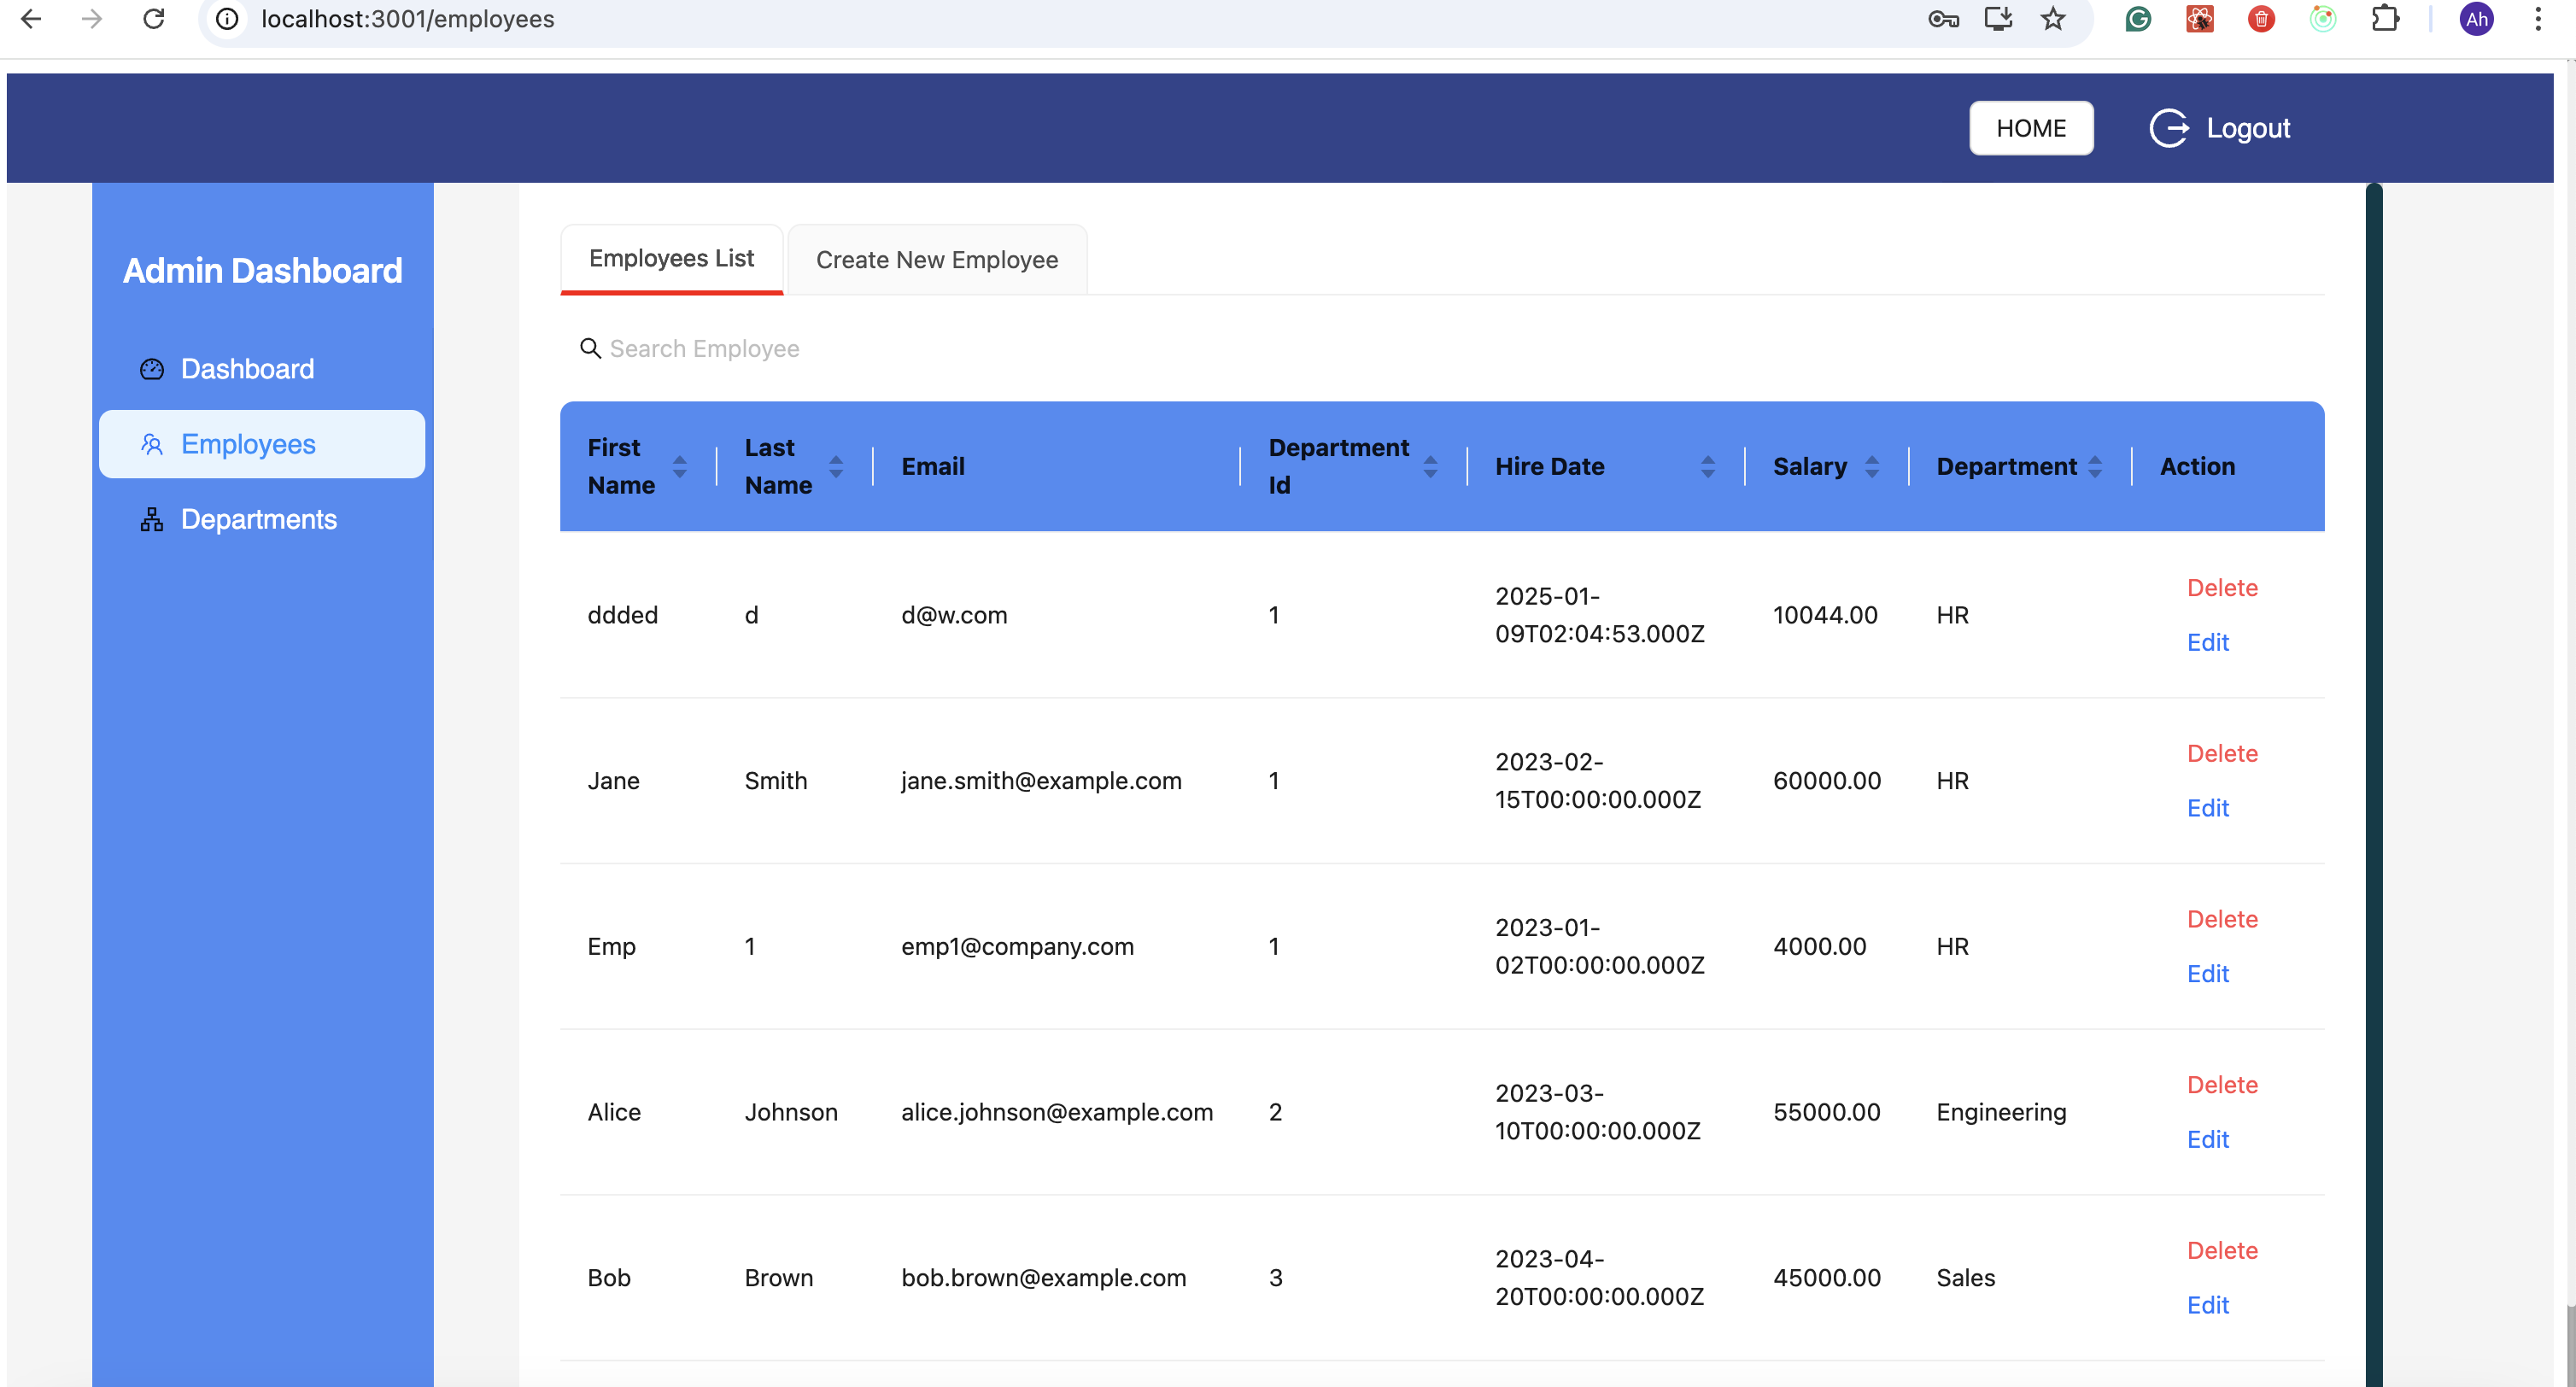 localhost:3001/employees
Ah
HOME
Logout
Admin Dashboard
Dashboard
Employees
Departments
Employees List
Create New Employee
Search Employee
First Name
Last Name
Email
Department Id
Hire Date
Salary
Department
Action
ddded d d@w.com 1 2025-01-09T02:04:53.000Z 10044.00 HR Delete Edit
Jane Smith jane.smith@example.com 1 2023-02-15T00:00:00.000Z 60000.00 HR Delete Edit
Emp 1 emp1@company.com 1 2023-01-02T00:00:00.000Z 4000.00 HR Delete Edit
Alice Johnson alice.johnson@example.com 2 2023-03-10T00:00:00.000Z 55000.00 Engineering Delete Edit
Bob Brown bob.brown@example.com 3 2023-04-20T00:00:00.000Z 45000.00 Sales Delete Edit